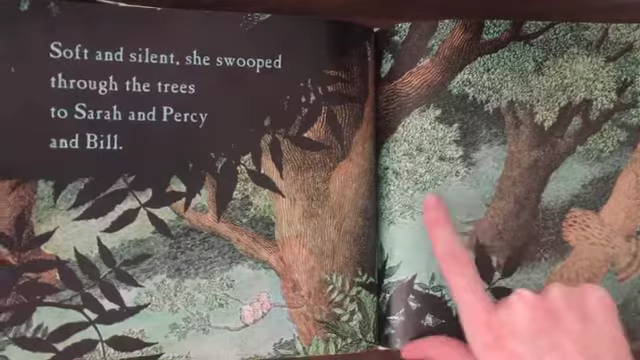 Soft and silent, she swooped
through the trees
to Sarah and Percy
and Bill.